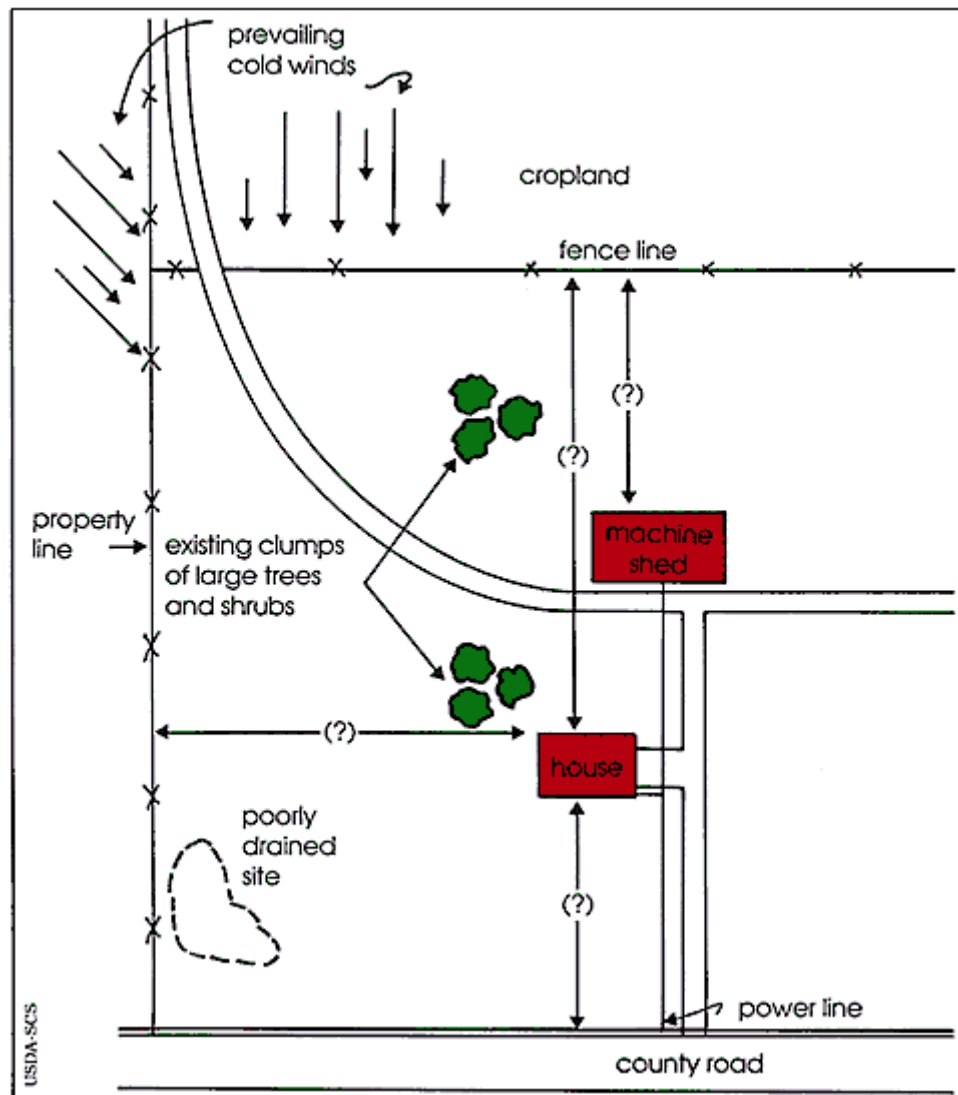 prevailing
cold winds
cropland
fence line
(?)
(?)
machine
shed
property
line
existing clumps
of large trees
and shrubs
(?)
house
poorly
drained
site
(?)
power line
county road
USDA-SCS